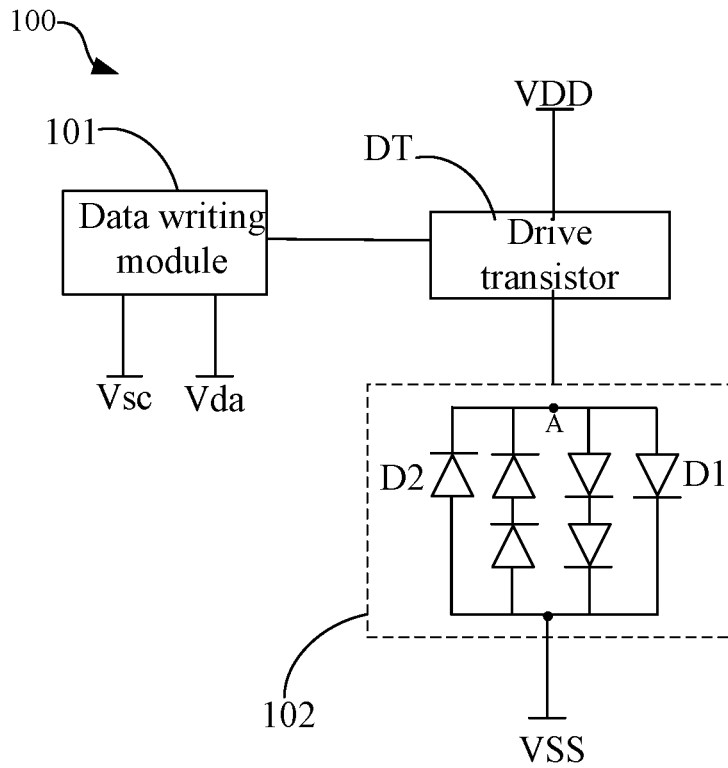 100
VDD
101
DT
Data writing
module
Drive
transistor
Vsc
Vda
A
D2
D1
102
VSS